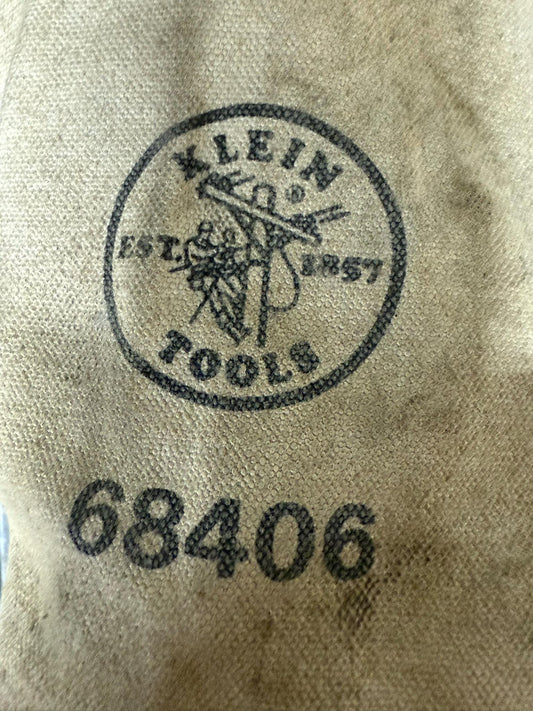 KLEIN
®
EST. 1857
TOOLS
68406